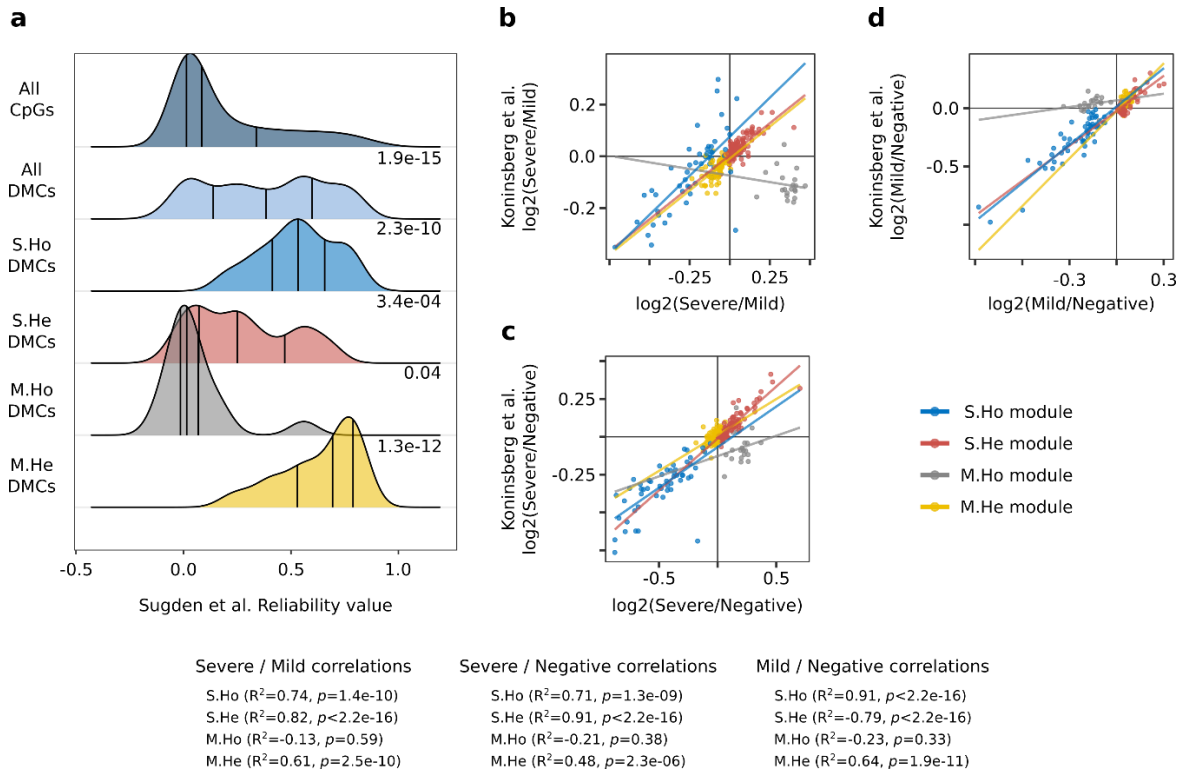 a
All
CpGs
1.9e-15
All
DMCs
2.3e-10
S.Ho
DMCs
3.4e-04
S.He
DMCs
0.04
M.Ho
DMCs
1.3e-12
M.He
DMCs
-0.5 0.0 0.5 1.0
Sugden et al. Reliability value
b
Koninsberg et al.
log2(Severe/Mild)
0.2
0.0
-0.2
-0.25 0.25
log2(Severe/Mild)
d
Koninsberg et al.
log2(Mild/Negative)
0.0
-0.5
-0.3 0.3
log2(Mild/Negative)
c
Koninsberg et al.
log2(Severe/Negative)
0.25
-0.25
-0.5 0.5
log2(Severe/Negative)
S.Ho module
S.He module
M.Ho module
M.He module
Severe / Mild correlations
S.Ho (R²=0.74, p=1.4e-10)
S.He (R²=0.82, p<2.2e-16)
M.Ho (R²=-0.13, p=0.59)
M.He (R²=0.61, p=2.5e-10)
Severe / Negative correlations
S.Ho (R²=0.71, p=1.3e-09)
S.He (R²=0.91, p<2.2e-16)
M.Ho (R²=-0.21, p=0.38)
M.He (R²=0.48, p=2.3e-06)
Mild / Negative correlations
S.Ho (R²=0.91, p<2.2e-16)
S.He (R²=-0.79, p<2.2e-16)
M.Ho (R²=-0.23, p=0.33)
M.He (R²=0.64, p=1.9e-11)